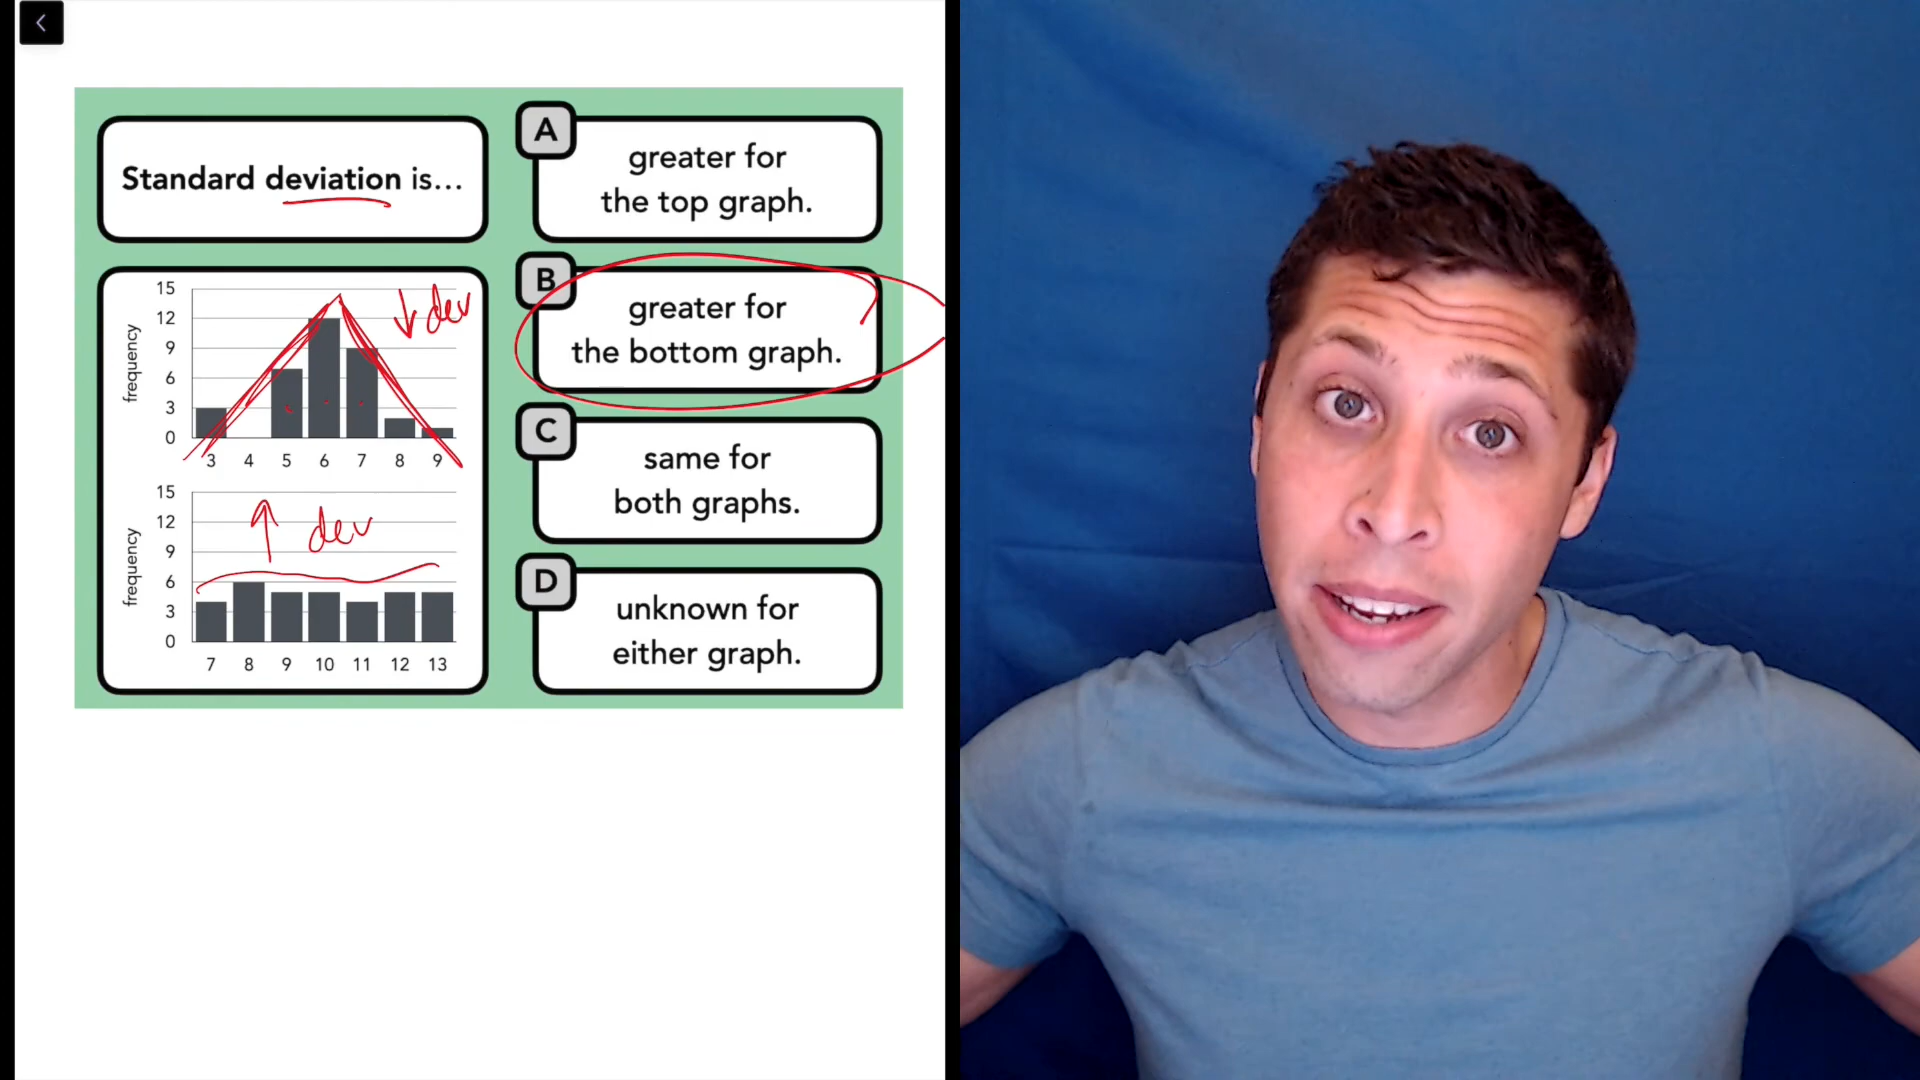 Standard deviation is...
15
12
9
6
3
0
frequency
3 4 5 6 7 8 9
↓ dev
15
12
9
6
3
0
frequency
7 8 9 10 11 12 13
↑ dev
A
greater for
the top graph.
B
greater for
the bottom graph.
C
same for
both graphs.
D
unknown for
either graph.